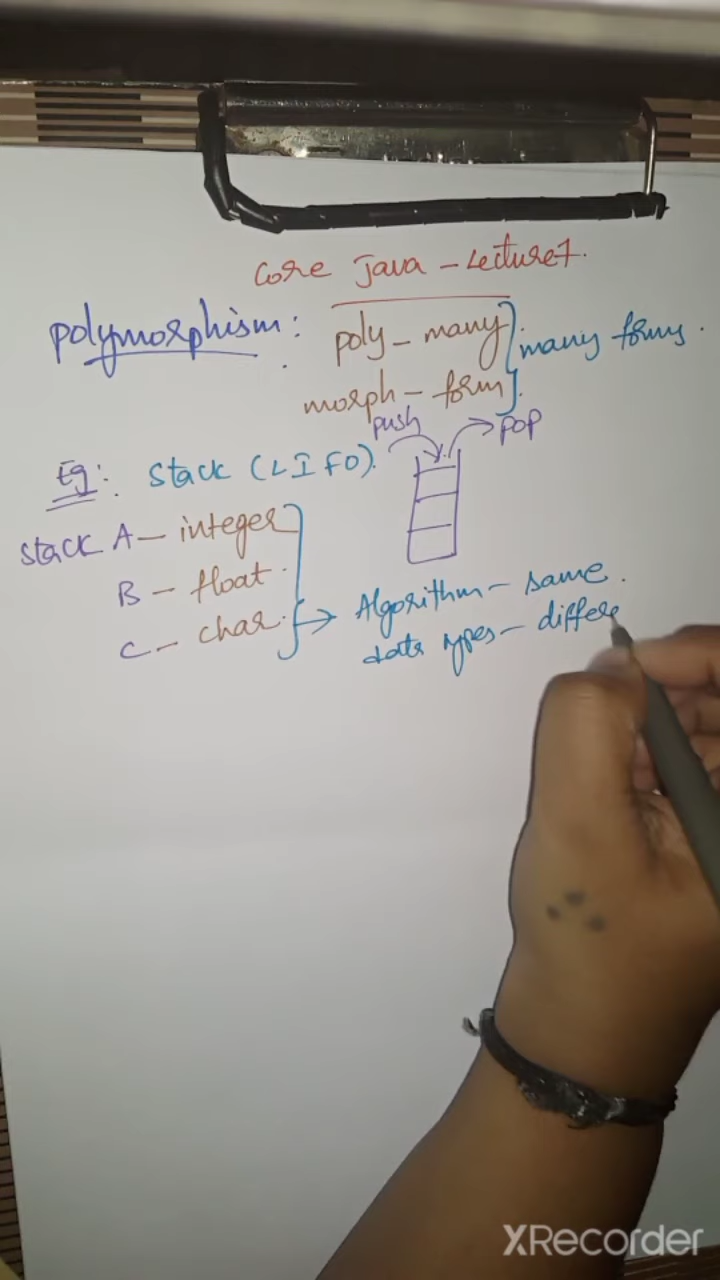 Core Java - Lecture 7.
polymorphism : poly - many
morph - form
many forms .
push
pop
Eg: Stack (LIFO).
Stack A - integer
B - float .
C - char .
Algorithm - same .
data types - differe
XRecorder